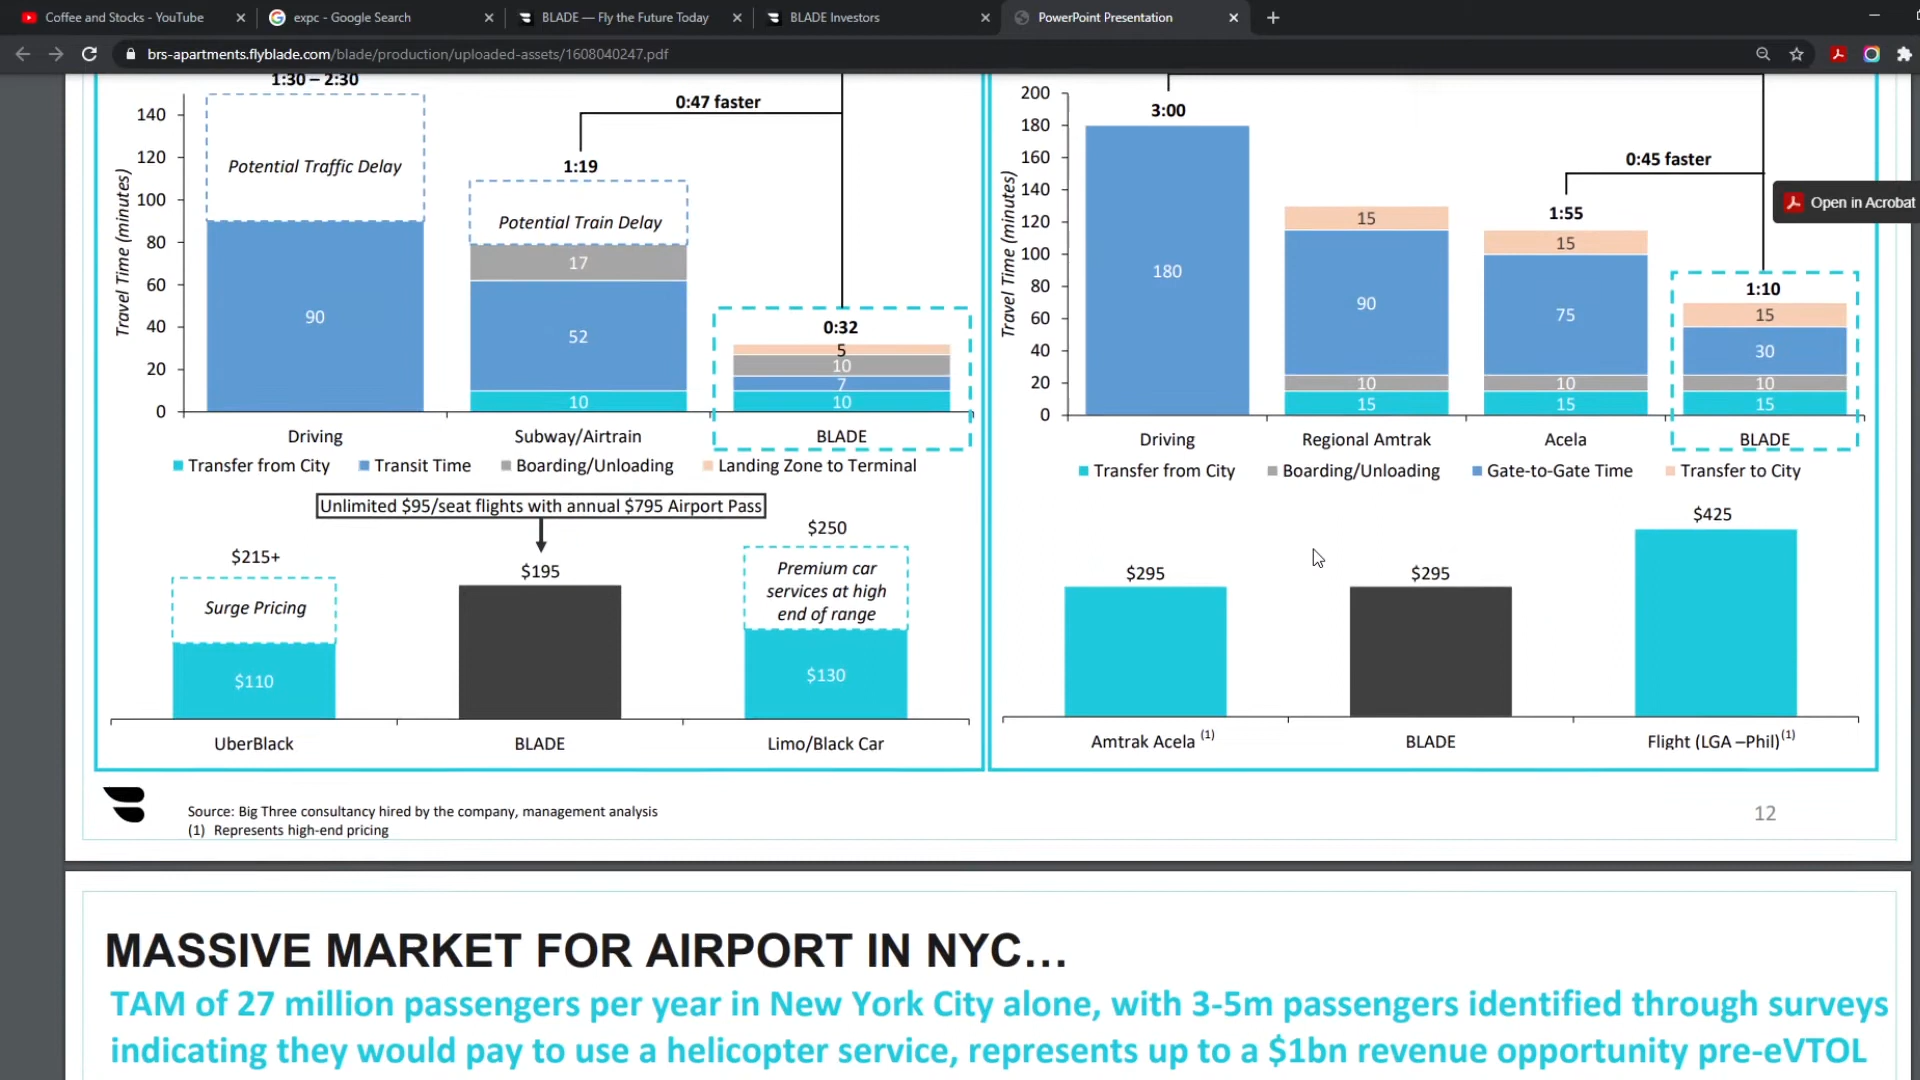 Coffee and Stocks - YouTube
expc - Google Search
BLADE — Fly the Future Today
BLADE Investors
PowerPoint Presentation
brs-apartments.flyblade.com/blade/production/uploaded-assets/1608040247.pdf
Open in Acrobat
1:30 – 2:30
0:47 faster
1:19
Potential Traffic Delay
Potential Train Delay
Travel Time (minutes)
140
120
100
80
60
40
20
0
90
17
52
10
0:32
5
10
7
10
Driving
Subway/Airtrain
BLADE
Transfer from City
Transit Time
Boarding/Unloading
Landing Zone to Terminal
Unlimited $95/seat flights with annual $795 Airport Pass
$215+
Surge Pricing
$110
$195
$250
Premium car
services at high
end of range
$130
UberBlack
BLADE
Limo/Black Car
Travel Time (minutes)
200
180
160
140
120
100
80
60
40
20
0
3:00
0:45 faster
1:55
1:10
180
15
90
10
15
15
75
10
15
15
30
10
15
Driving
Regional Amtrak
Acela
BLADE
Transfer from City
Boarding/Unloading
Gate-to-Gate Time
Transfer to City
$295
$295
$425
Amtrak Acela (1)
BLADE
Flight (LGA –Phil)(1)
Source: Big Three consultancy hired by the company, management analysis
(1) Represents high-end pricing
12
MASSIVE MARKET FOR AIRPORT IN NYC...
TAM of 27 million passengers per year in New York City alone, with 3-5m passengers identified through surveys
indicating they would pay to use a helicopter service, represents up to a $1bn revenue opportunity pre-eVTOL